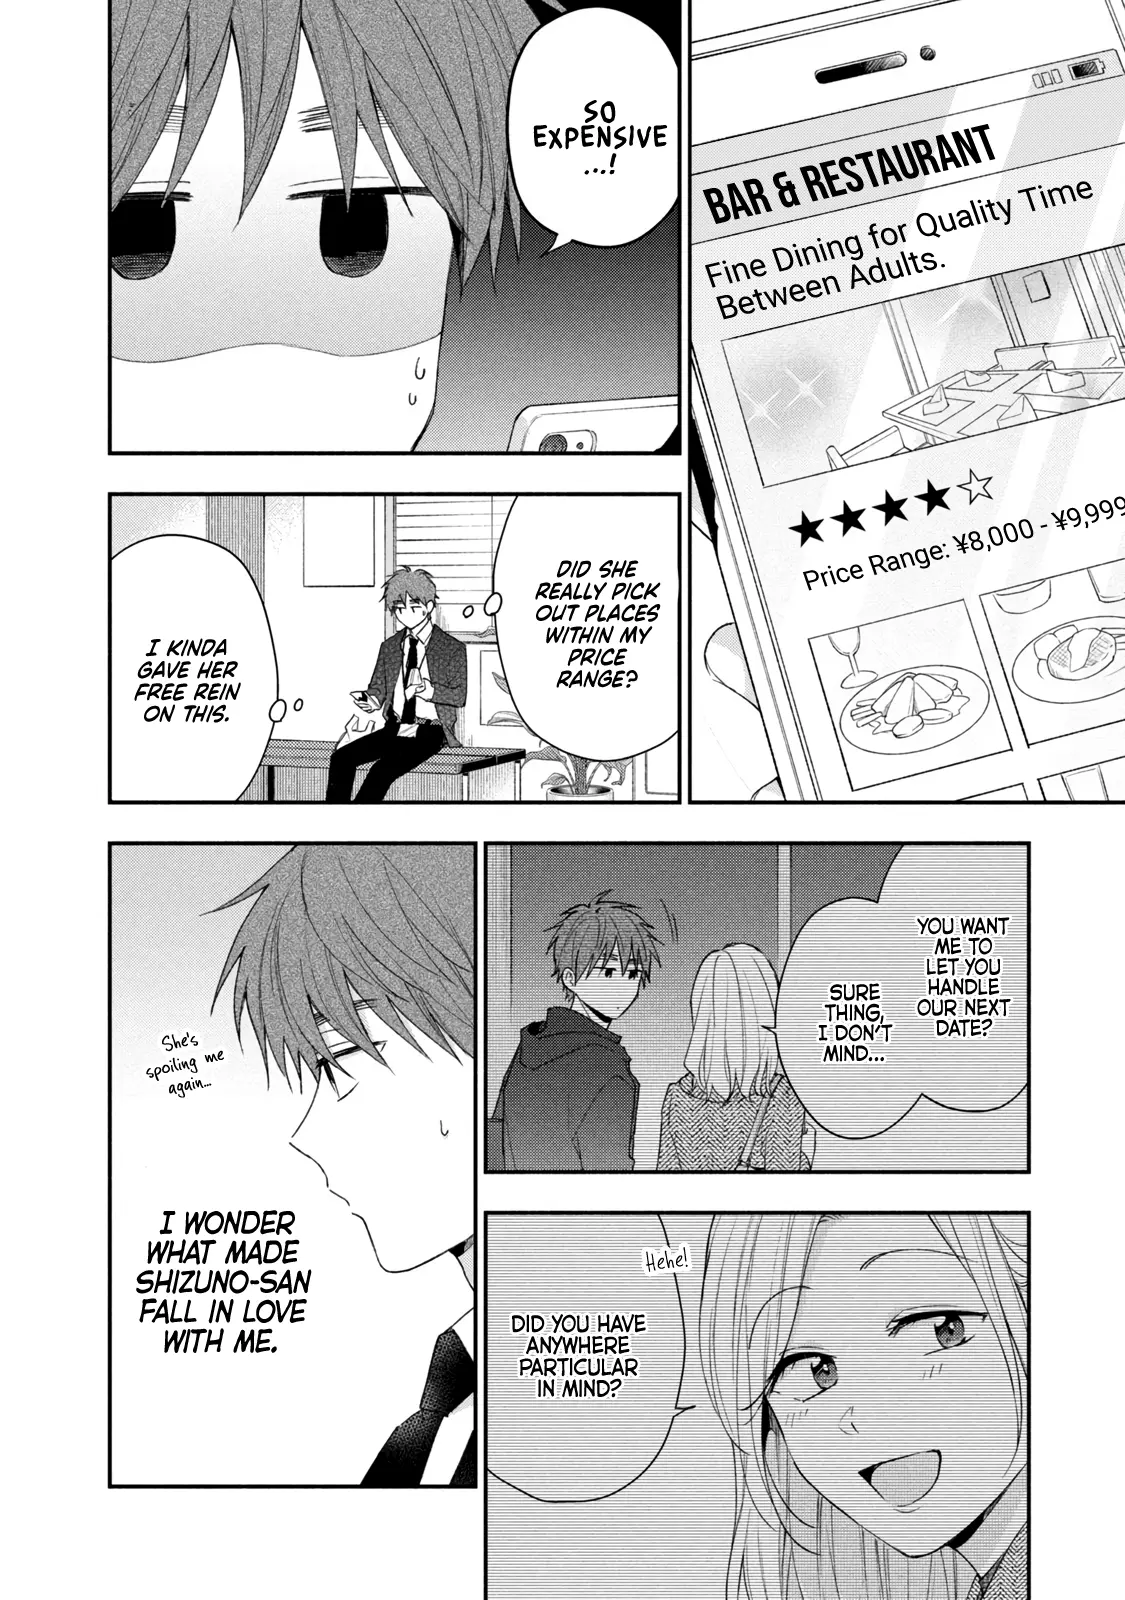 BAR & RESTAURANT
Fine Dining for Quality Time
Between Adults.
★★★★☆
Price Range: ¥8,000 - ¥9,999
SO
EXPENSIVE
...!
DID SHE
REALLY PICK
OUT PLACES
WITHIN MY
PRICE
RANGE?
I KINDA
GAVE HER
FREE REIN
ON THIS.
YOU WANT
ME TO
LET YOU
HANDLE
OUR NEXT
DATE?
SURE
THING,
I DON'T
MIND...
Hehe!
DID YOU HAVE
ANYWHERE
PARTICULAR
IN MIND?
She's
spoiling me
again...
I WONDER
WHAT MADE
SHIZUNO-SAN
FALL IN LOVE
WITH ME.